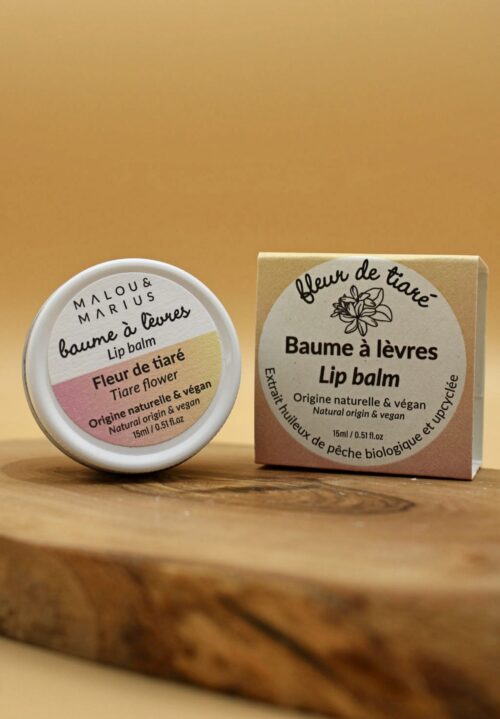 MALOU &
MARIUS
baume à lèvres
Lip balm
Fleur de tiaré
Tiare flower
Origine naturelle & végan
Natural origin & vegan
15ml / 0.51 fl.oz
fleur de tiaré
Baume à lèvres
Lip balm
Origine naturelle & végan
Natural origin & vegan
15ml / 0.51 fl.oz
Extrait huileux de pêche biologique et upcyclée